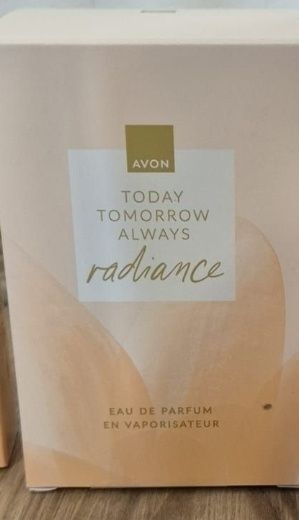 AVON
TODAY
TOMORROW
ALWAYS
radiance
EAU DE PARFUM
EN VAPORISATEUR